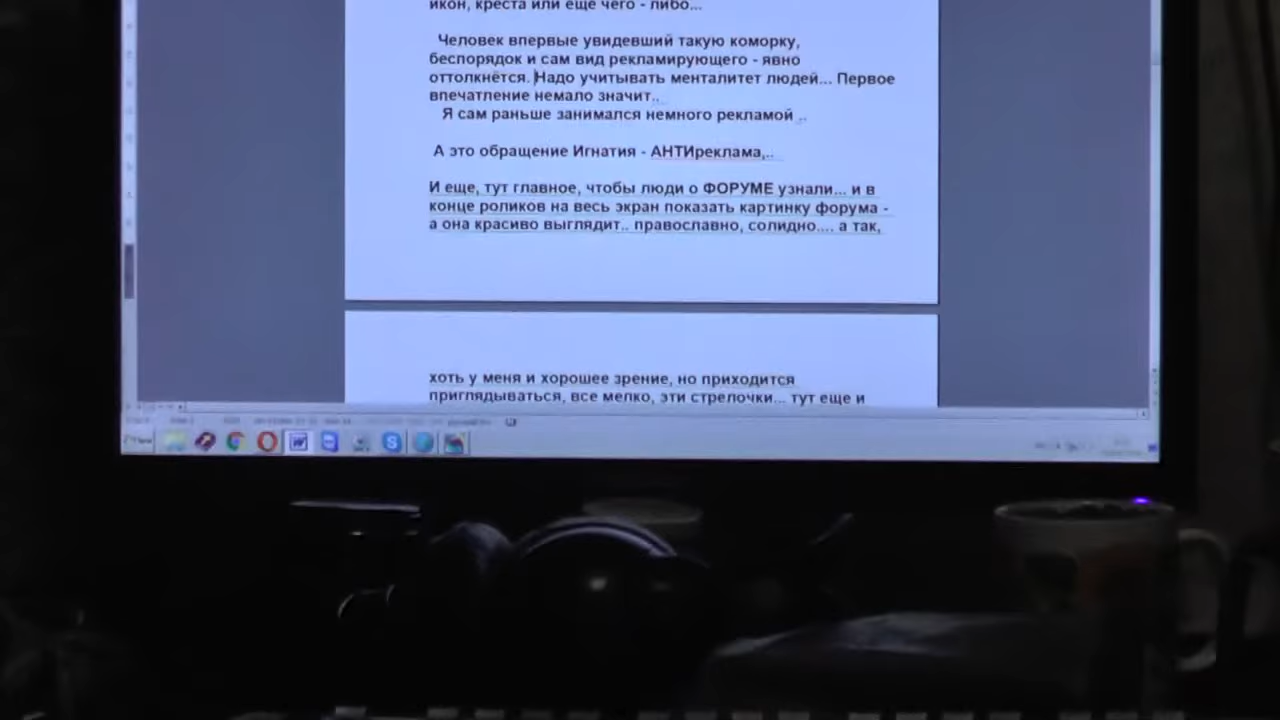 икон, креста или еще чего - либо...
Человек впервые увидевший такую коморку,
беспорядок и сам вид рекламирующего - явно
оттолкнётся. Надо учитывать менталитет людей... Первое
впечатление немало значит..
Я сам раньше занимался немного рекламой ..
А это обращение Игнатия - АНТИреклама,..
И еще, тут главное, чтобы люди о ФОРУМЕ узнали... и в
конце роликов на весь экран показать картинку форума -
а она красиво выглядит.. православно, солидно.... а так,
хоть у меня и хорошее зрение, но приходится
приглядываться, все мелко, эти стрелочки... тут еще и